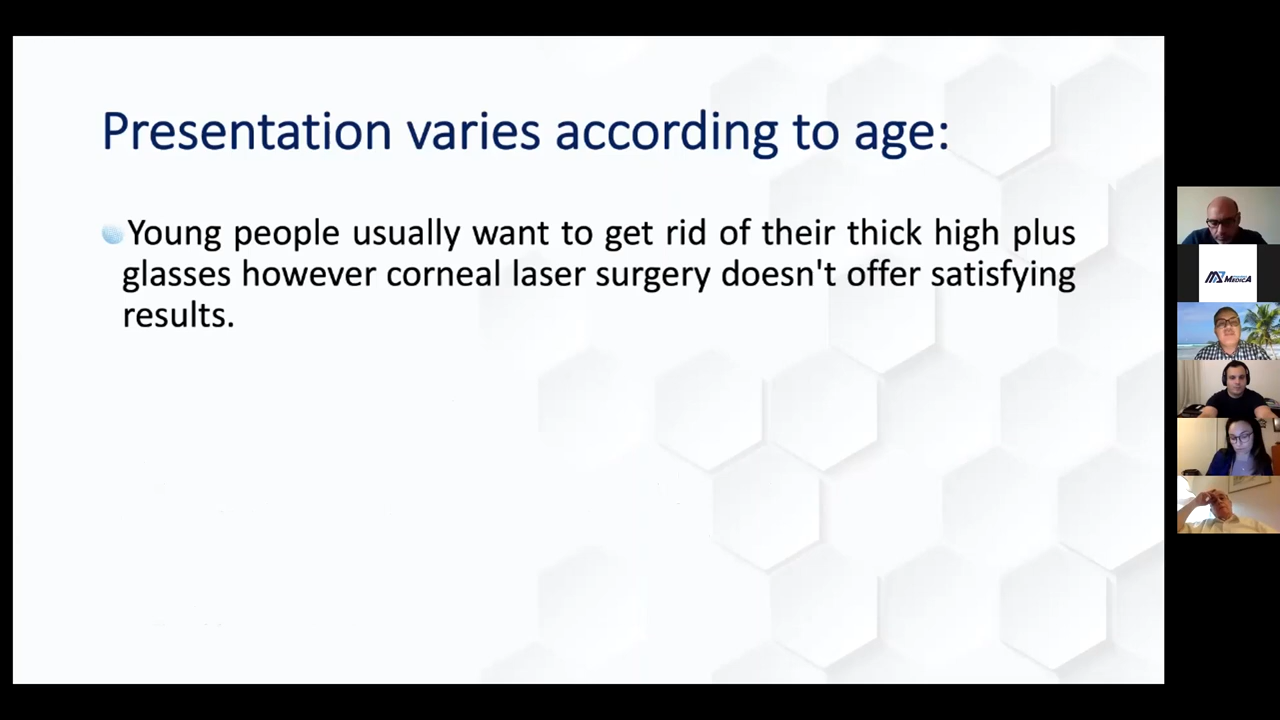 Presentation varies according to age:
Young people usually want to get rid of their thick high plus
glasses however corneal laser surgery doesn't offer satisfying
results.
MEDICA